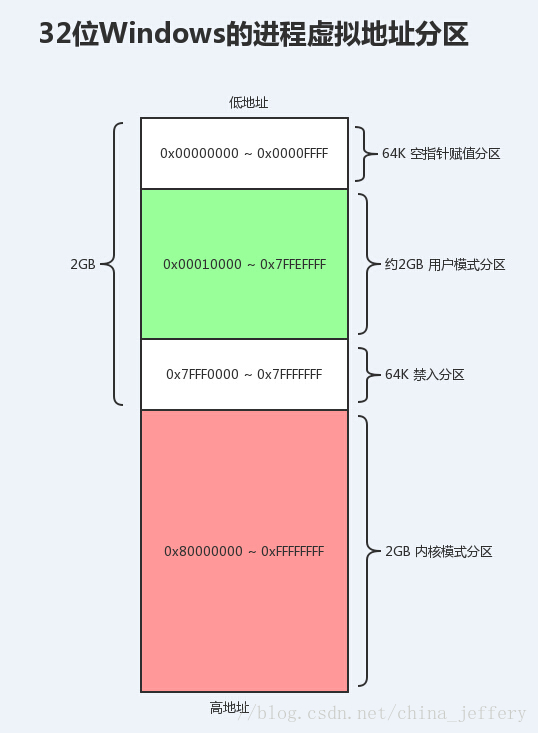 32位Windows的进程虚拟地址分区
低地址
0x00000000 ~ 0x0000FFFF
64K 空指针赋值分区
2GB
0x00010000 ~ 0x7FFEFFFF
约2GB 用户模式分区
0x7FFF0000 ~ 0x7FFFFFFF
64K 禁入分区
0x80000000 ~ 0xFFFFFFFF
2GB 内核模式分区
高地址
//blog.csdn.net/china_jeffery